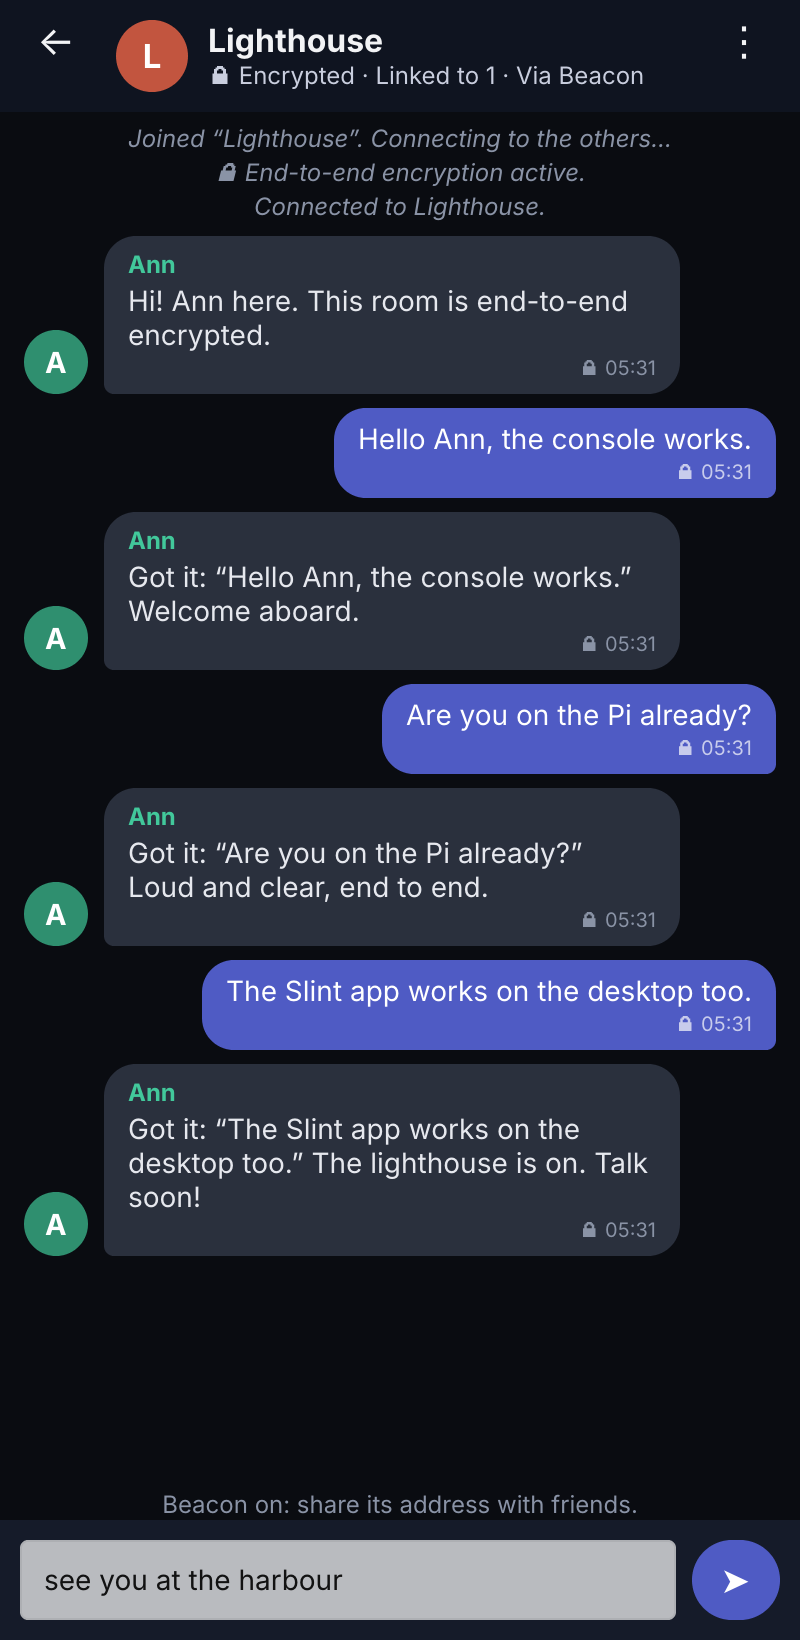 L
Lighthouse
Encrypted · Linked to 1 · Via Beacon
Joined “Lighthouse”. Connecting to the others...
End-to-end encryption active.
Connected to Lighthouse.
Ann
Hi! Ann here. This room is end-to-end
encrypted.
05:31
A
Hello Ann, the console works.
05:31
Ann
Got it: “Hello Ann, the console works.”
Welcome aboard.
05:31
A
Are you on the Pi already?
05:31
Ann
Got it: “Are you on the Pi already?”
Loud and clear, end to end.
05:31
A
The Slint app works on the desktop too.
05:31
Ann
Got it: “The Slint app works on the
desktop too.” The lighthouse is on. Talk
soon!
05:31
A
Beacon on: share its address with friends.
see you at the harbour